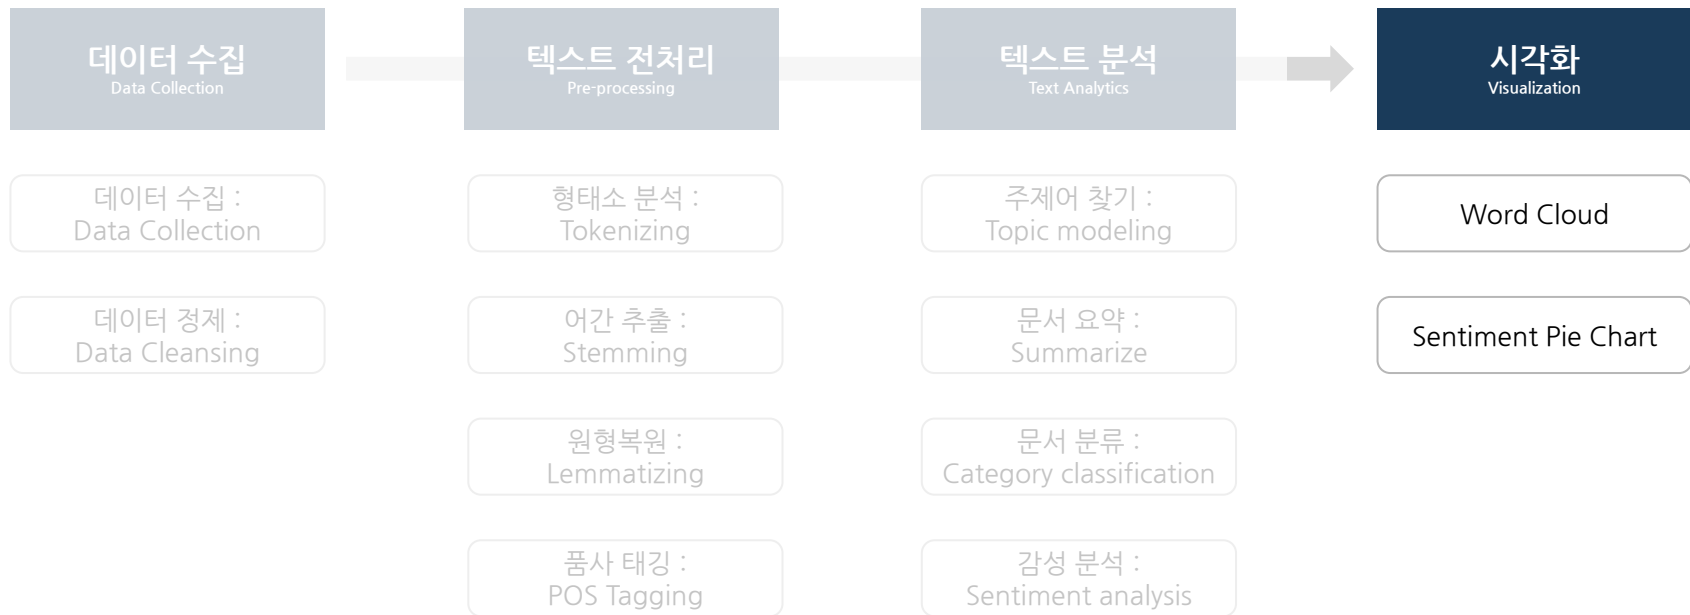 데이터 수집
Data Collection
텍스트 전처리
Pre-processing
텍스트 분석
Text Analytics
시각화
Visualization
데이터 수집 :
Data Collection
데이터 정제 :
Data Cleansing
형태소 분석 :
Tokenizing
어간 추출 :
Stemming
원형복원 :
Lemmatizing
품사 태깅 :
POS Tagging
주제어 찾기 :
Topic modeling
문서 요약 :
Summarize
문서 분류 :
Category classification
감성 분석 :
Sentiment analysis
Word Cloud
Sentiment Pie Chart